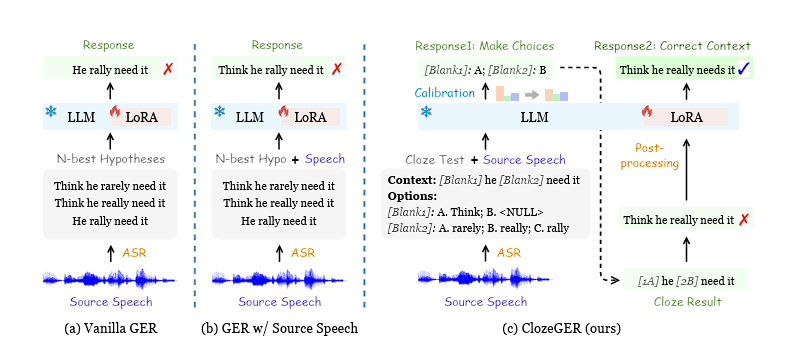 Response
He rally need it ✗
LLM LoRA
N-best Hypotheses
Think he rarely need it
Think he really need it
He rally need it
ASR
Source Speech
(a) Vanilla GER
Response
Think he rally need it ✗
LLM LoRA
N-best Hypo + Speech
Think he rarely need it
Think he really need it
He rally need it
ASR
Source Speech
(b) GER w/ Source Speech
Response1: Make Choices
[Blank1]: A; [Blank2]: B
Calibration
LLM
Cloze Test + Source Speech
Context: [Blank1] he [Blank2] need it
Options:
[Blank1]: A. Think; B. <NULL>
[Blank2]: A. rarely; B. really; C. rally
ASR
Source Speech
Response2: Correct Context
Think he really needs it ✓
LoRA
Post-
processing
Think he really need it ✗
[1A] he [2B] need it
Cloze Result
(c) ClozeGER (ours)